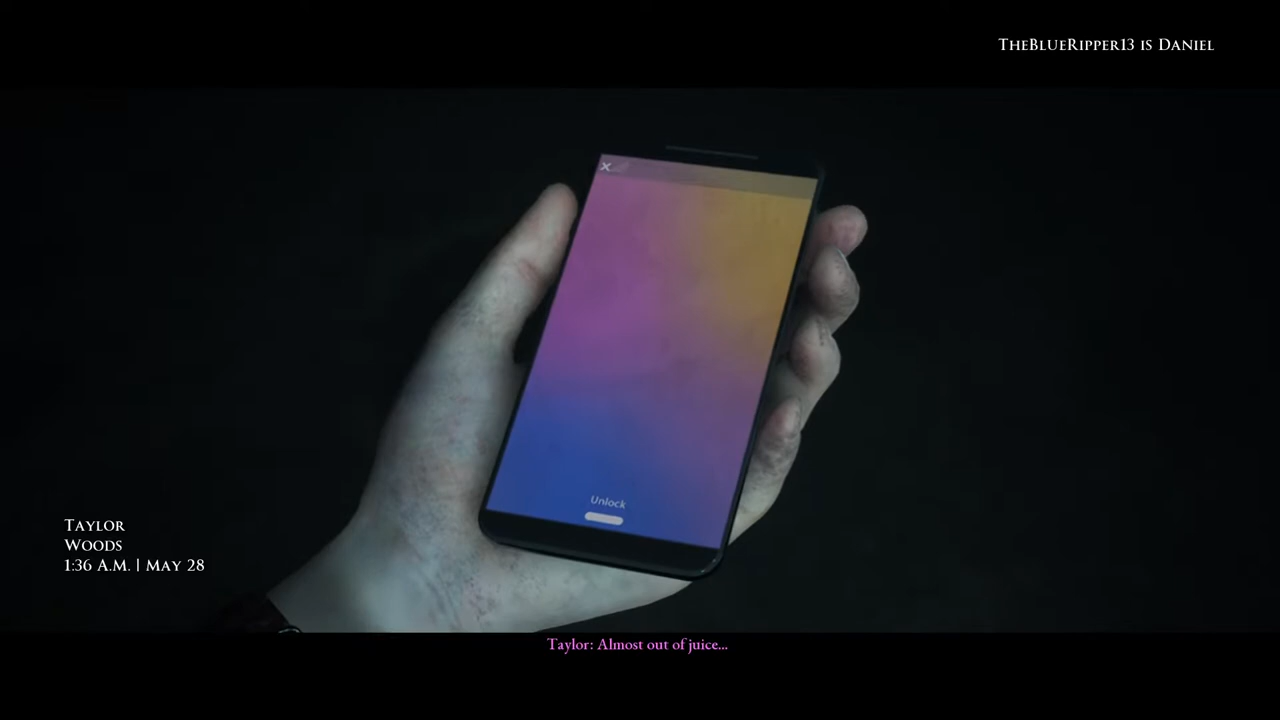 TheBlueRipper13 is Daniel
Unlock
Taylor
Woods
1:36 A.M. | May 28
Taylor: Almost out of juice...